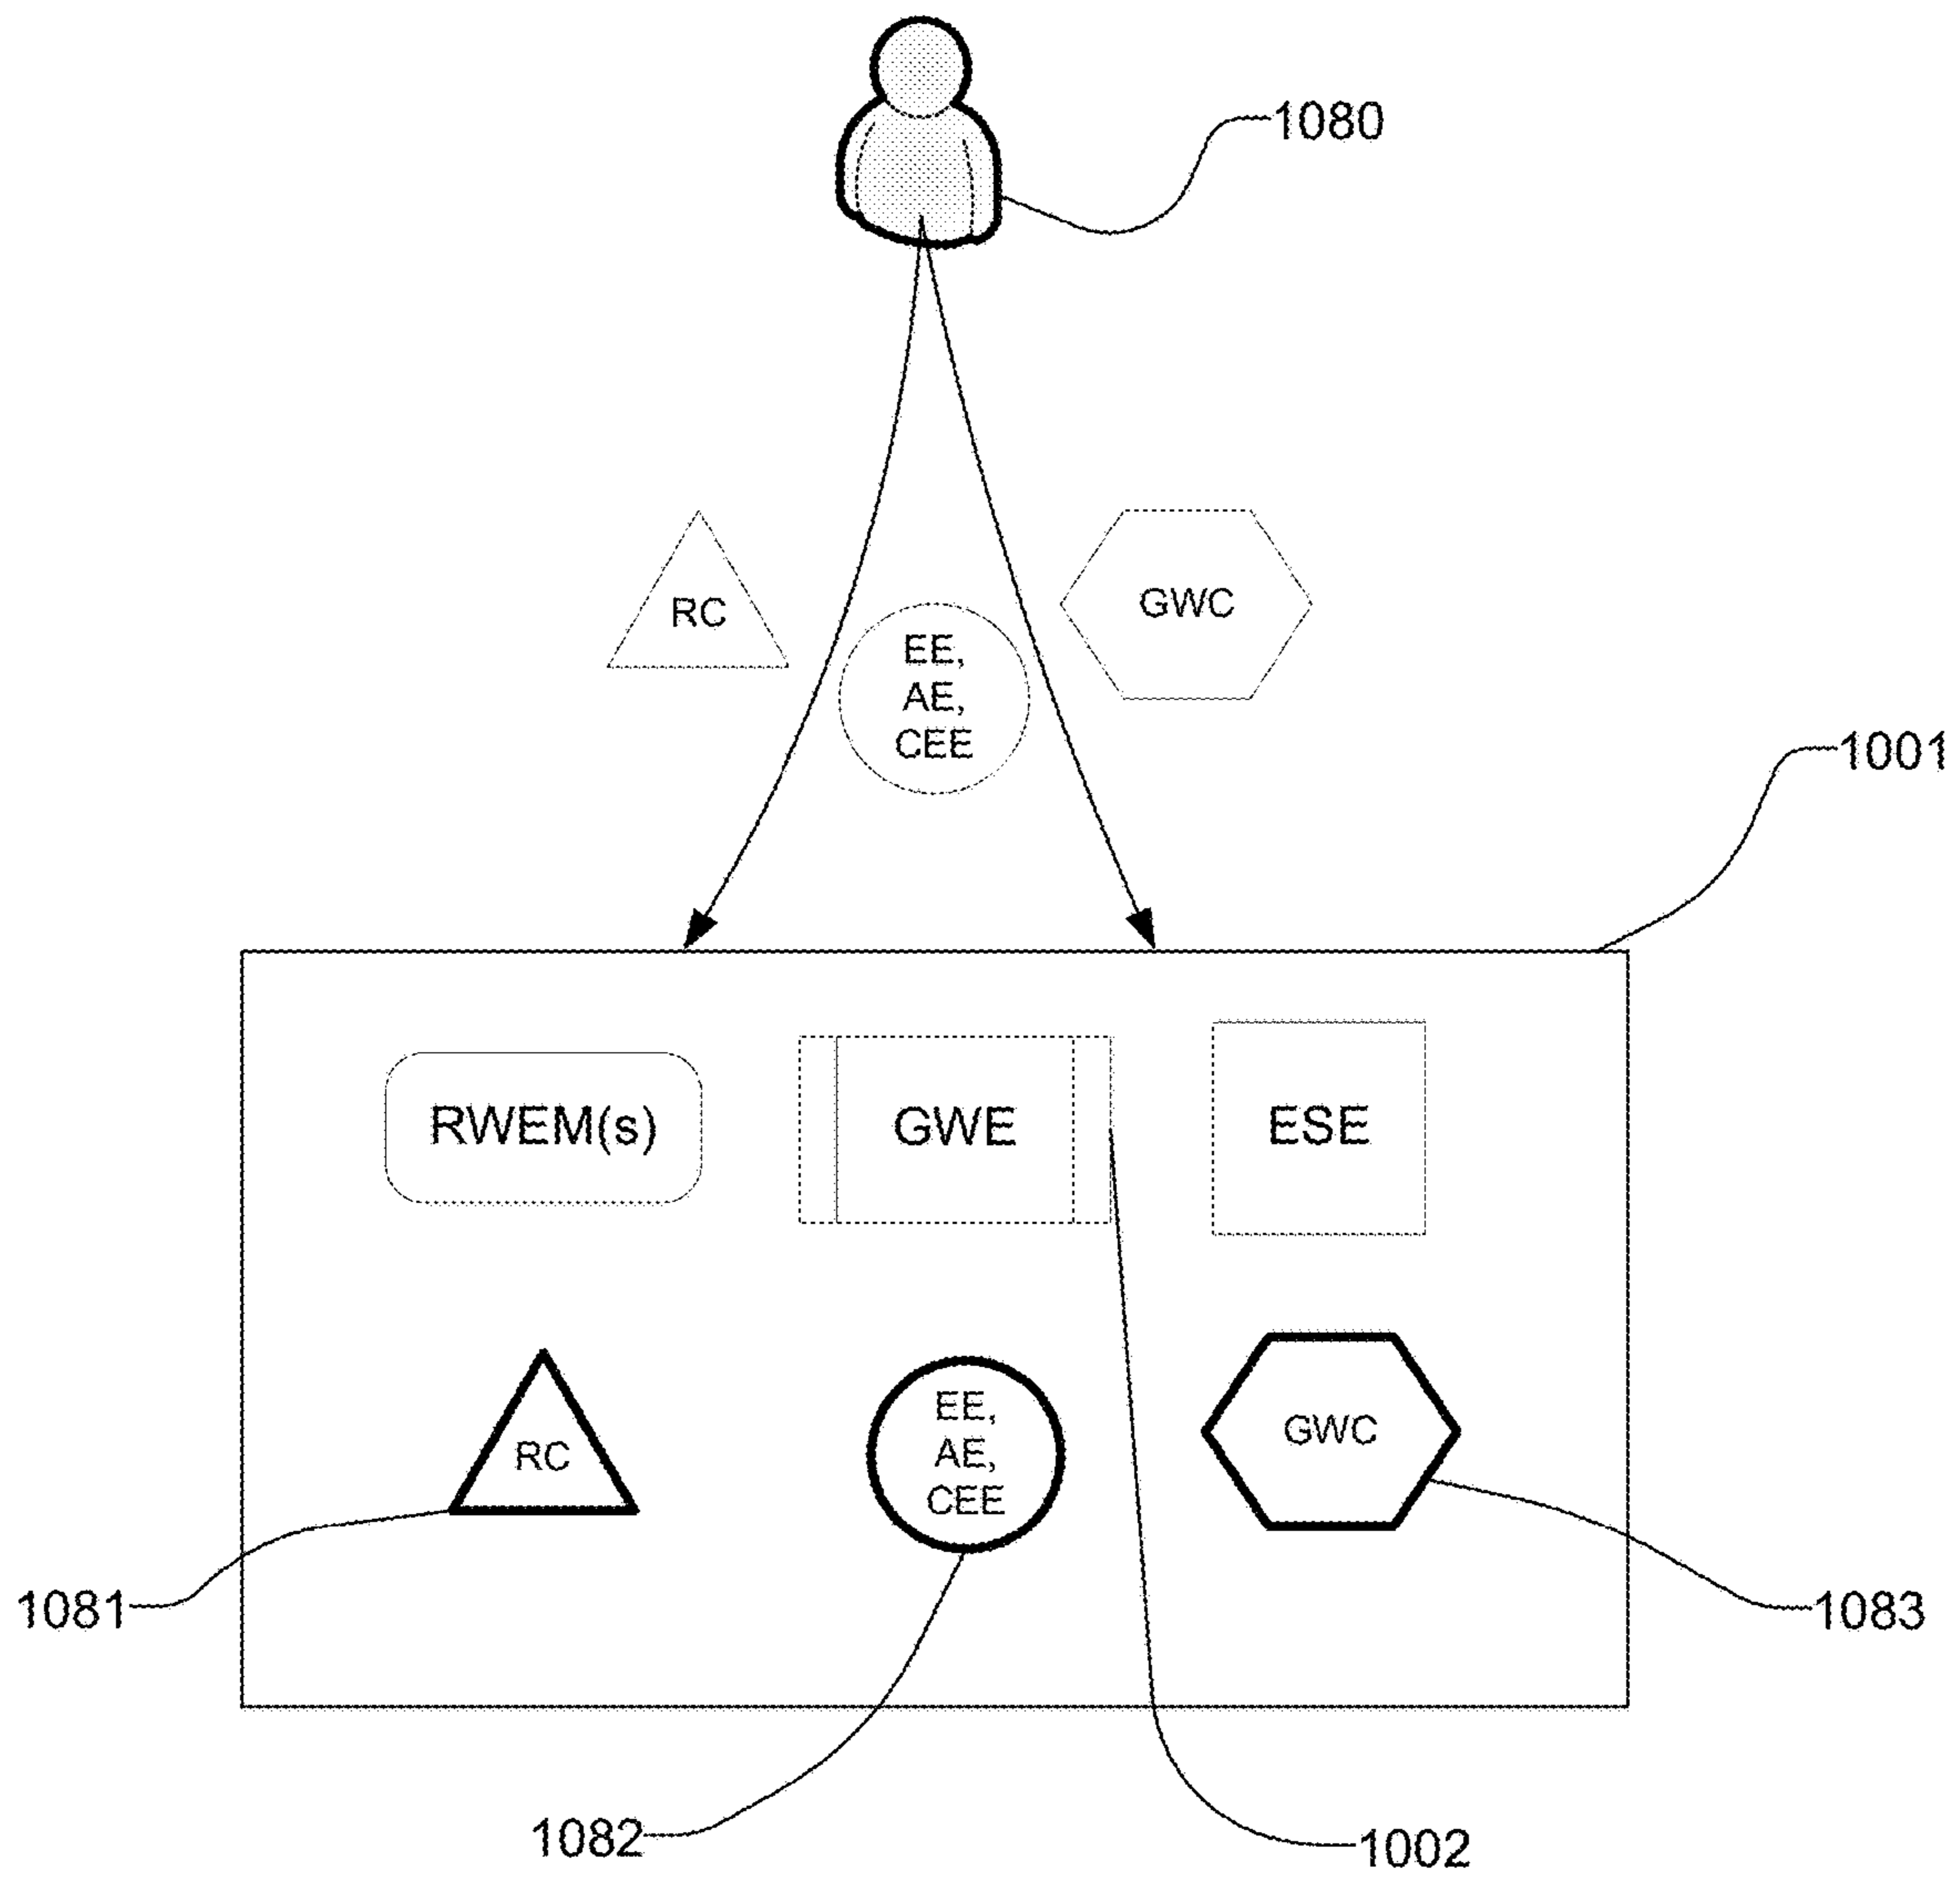 1080
RC
GWC
EE,
AE,
CEE
1001
RWEM(s)
GWE
ESE
RC
EE,
AE,
CEE
GWC
1081
1083
1082
1002